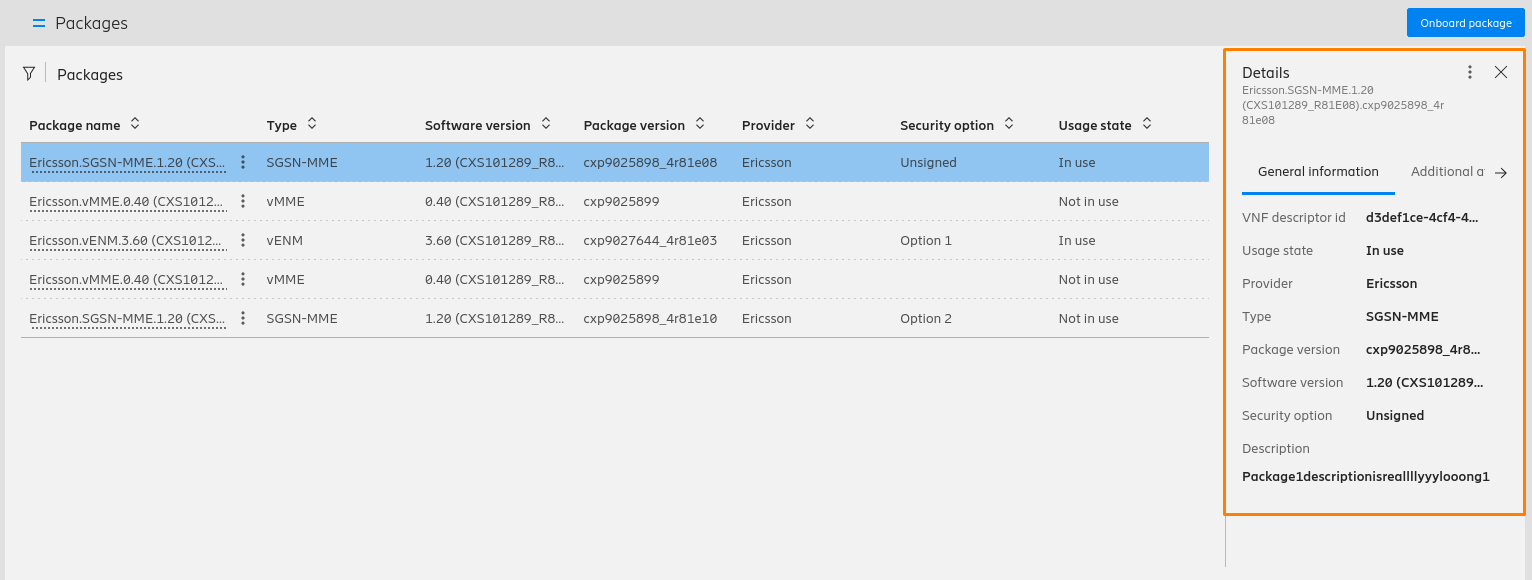 Packages
Onboard package
Packages
Package name Type Software version Package version Provider Security option Usage state
Ericsson.SGSN-MME.1.20 (CXS... SGSN-MME 1.20 (CXS101289_R8... cxp9025898_4r81e08 Ericsson Unsigned In use
Ericsson.vMME.0.40 (CXS1012... vMME 0.40 (CXS101289_R8... cxp9025899 Ericsson Not in use
Ericsson.vENM.3.60 (CXS1012... vENM 3.60 (CXS101289_R8... cxp9027644_4r81e03 Ericsson Option 1 In use
Ericsson.vMME.0.40 (CXS1012... vMME 0.40 (CXS101289_R8... cxp9025899 Ericsson Not in use
Ericsson.SGSN-MME.1.20 (CXS... SGSN-MME 1.20 (CXS101289_R8... cxp9025898_4r81e10 Ericsson Option 2 Not in use
Details
Ericsson.SGSN-MME.1.20
(CXS101289_R81E08).cxp9025898_4r
81e08
General information Additional a
VNF descriptor id d3def1ce-4cf4-4...
Usage state In use
Provider Ericsson
Type SGSN-MME
Package version cxp9025898_4r8...
Software version 1.20 (CXS101289...
Security option Unsigned
Description
Package1descriptionisreallllyyylooong1